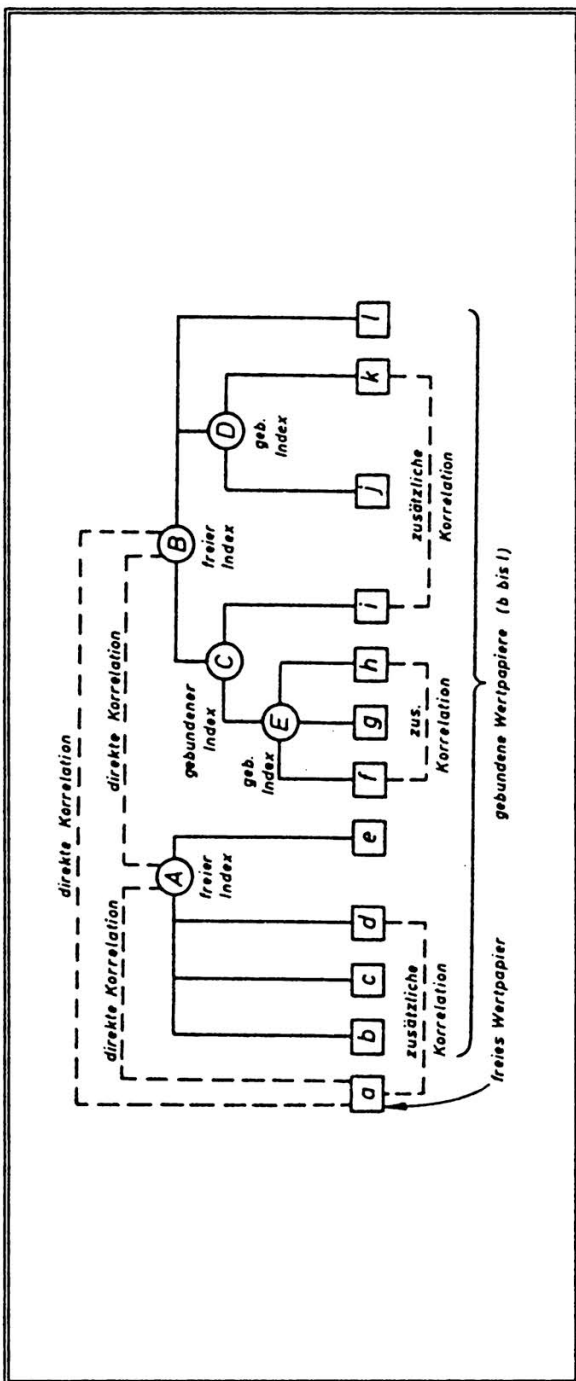 direkte Korrelation
direkte Korrelation
direkte Korrelation
A
freier
Index
B
freier
Index
C
gebundener
Index
D
geb.
Index
E
geb.
Index
a
b
c
d
e
f
g
h
i
j
k
l
zusätzliche
Korrelation
zus.
Korrelation
zusätzliche
Korrelation
freies Wertpapier
gebundene Wertpapiere (b bis l)